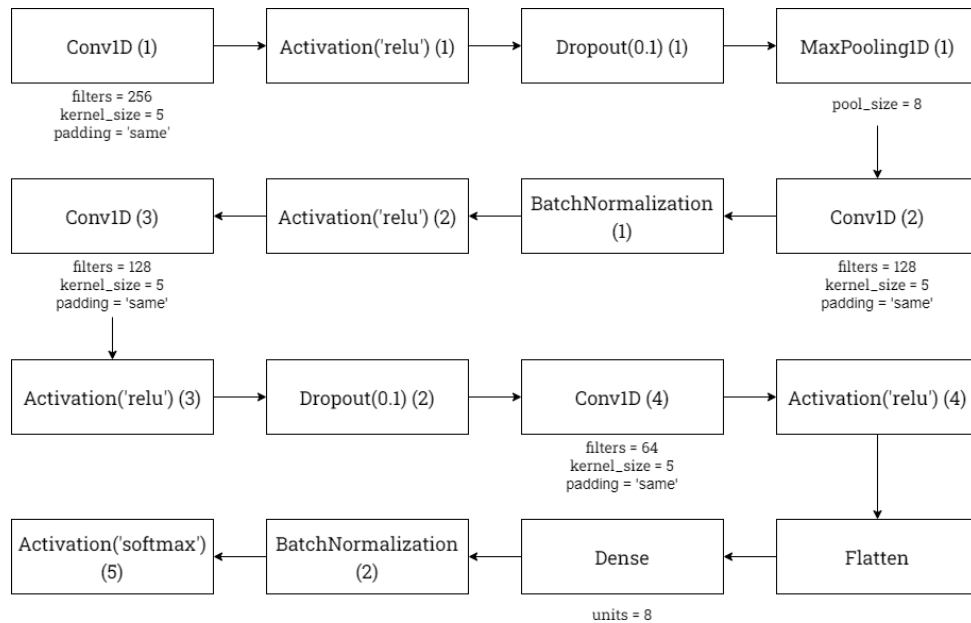 Conv1D (1)
Activation('relu') (1)
Dropout(0.1) (1)
MaxPooling1D (1)
filters = 256
kernel_size = 5
padding = 'same'
pool_size = 8
Conv1D (3)
Activation('relu') (2)
BatchNormalization
(1)
Conv1D (2)
filters = 128
kernel_size = 5
padding = 'same'
filters = 128
kernel_size = 5
padding = 'same'
Activation('relu') (3)
Dropout(0.1) (2)
Conv1D (4)
Activation('relu') (4)
filters = 64
kernel_size = 5
padding = 'same'
Activation('softmax')
(5)
BatchNormalization
(2)
Dense
Flatten
units = 8